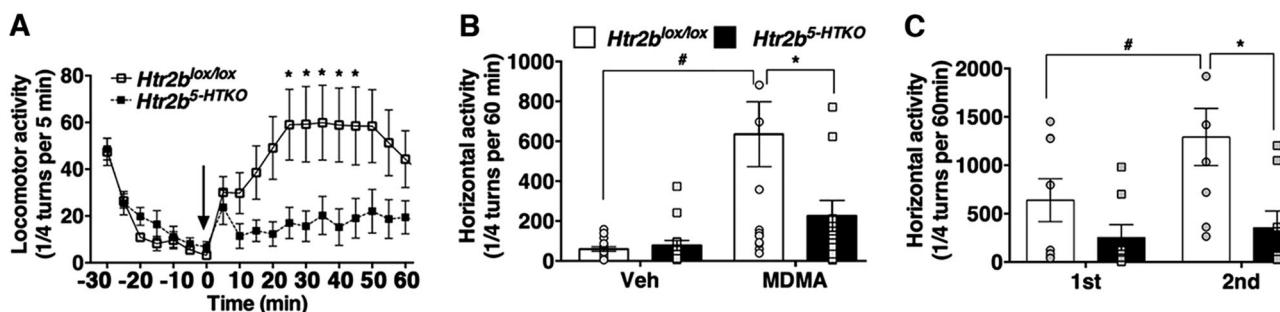 A
Locomotor activity
(1/4 turns per 5 min)
80
60
40
20
0
Htr2b^lox/lox
Htr2b^5-HTKO
* * * * *
-30 -20 -10 0 10 20 30 40 50 60
Time (min)
B
Htr2b^lox/lox
Htr2b^5-HTKO
Horizontal activity
(1/4 turns per 60 min)
1000
800
600
400
200
0
#
*
Veh
MDMA
C
Horizontal activity
(1/4 turns per 60min)
2000
1500
1000
500
0
#
*
1st
2nd